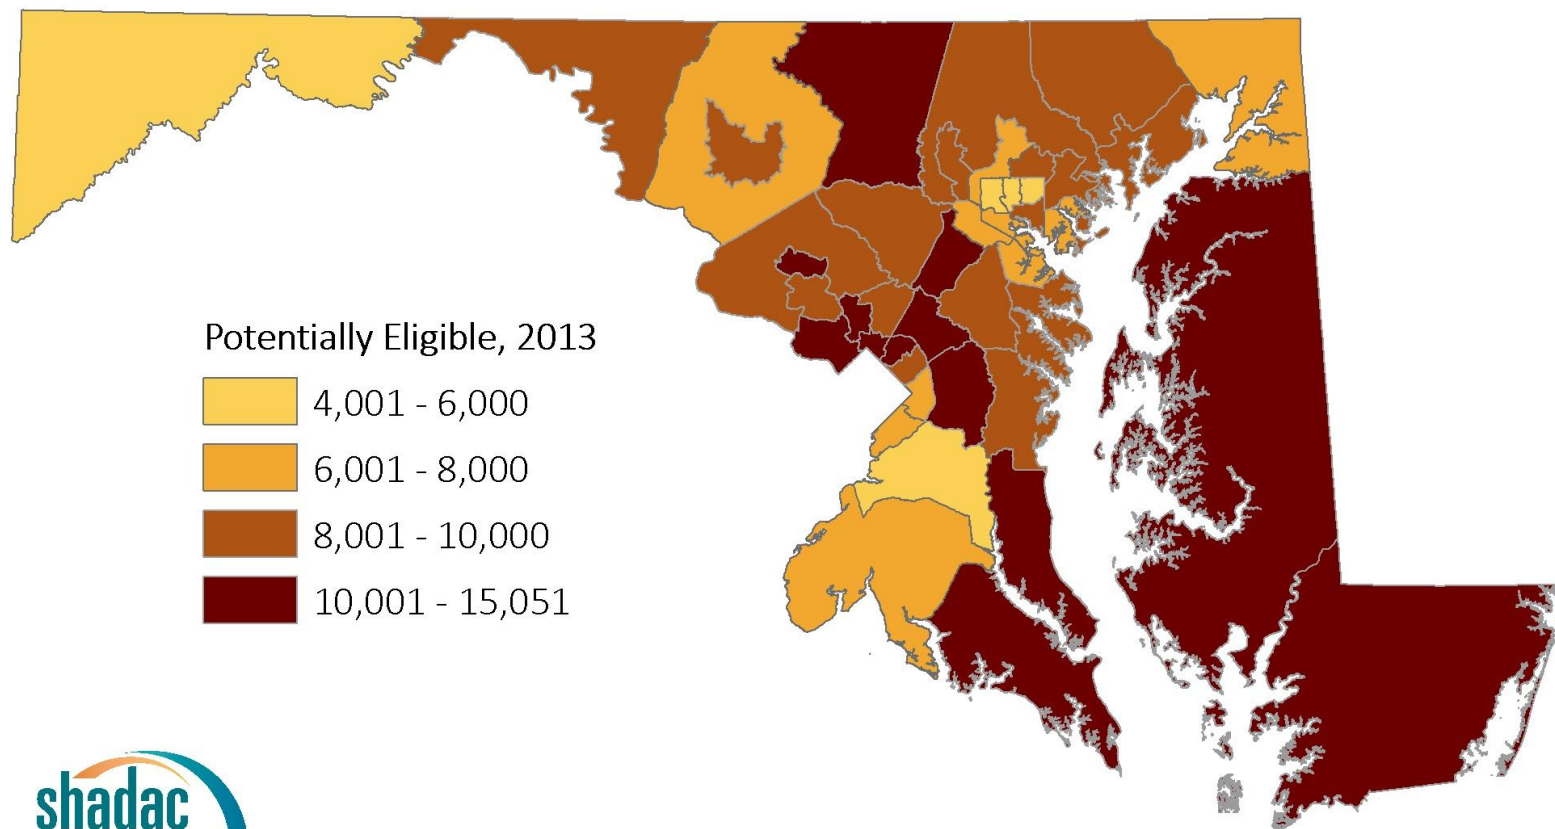 Potentially Eligible, 2013
4,001 - 6,000
6,001 - 8,000
8,001 - 10,000
10,001 - 15,051
shadac